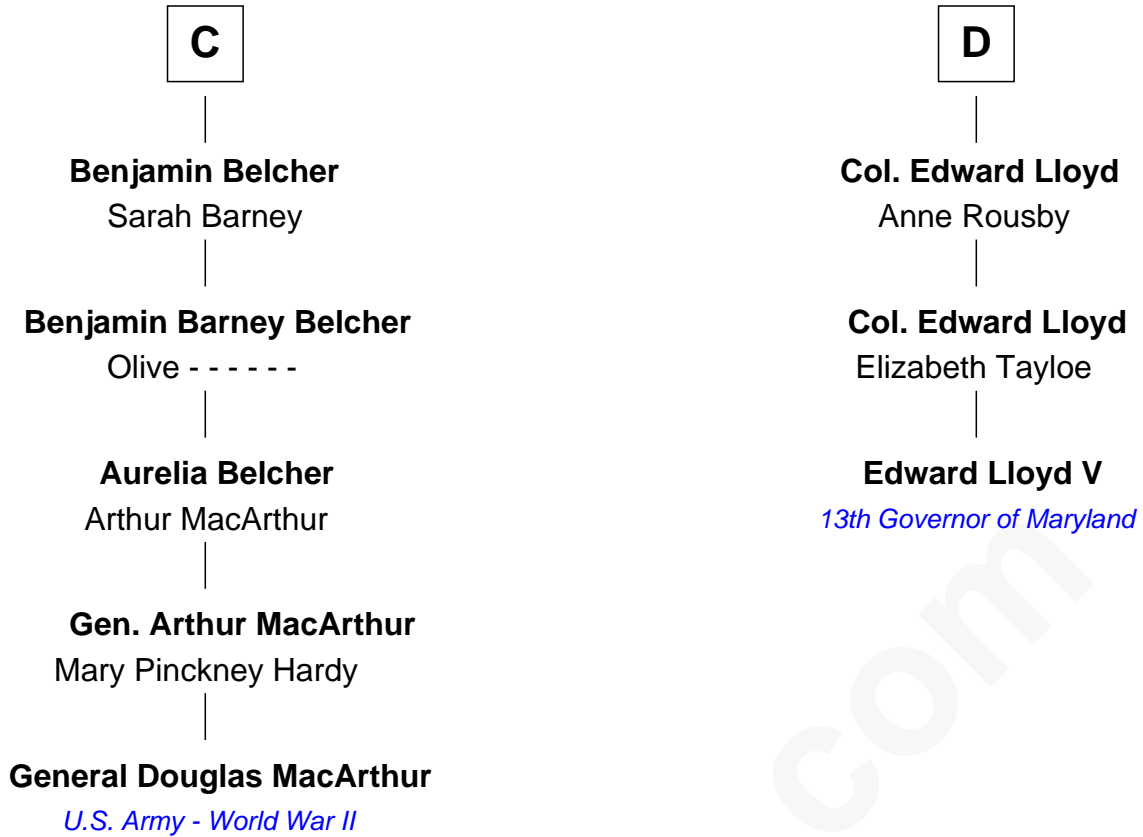 C
Benjamin Belcher
Sarah Barney
Benjamin Barney Belcher
Olive - - - - - -
Aurelia Belcher
Arthur MacArthur
Gen. Arthur MacArthur
Mary Pinckney Hardy
General Douglas MacArthur
U.S. Army - World War II
D
Col. Edward Lloyd
Anne Rousby
Col. Edward Lloyd
Elizabeth Tayloe
Edward Lloyd V
13th Governor of Maryland
com